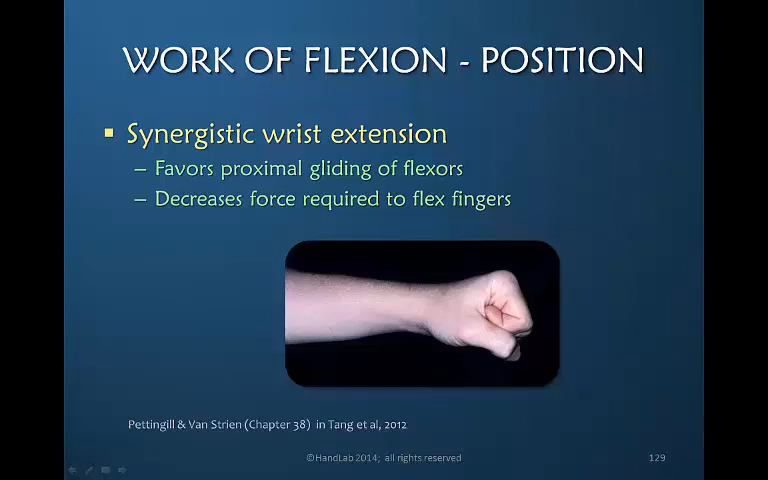 WORK OF FLEXION - POSITION
▪ Synergistic wrist extension
– Favors proximal gliding of flexors
– Decreases force required to flex fingers
Pettingill & Van Strien (Chapter 38) in Tang et al, 2012
©HandLab 2014; all rights reserved
129